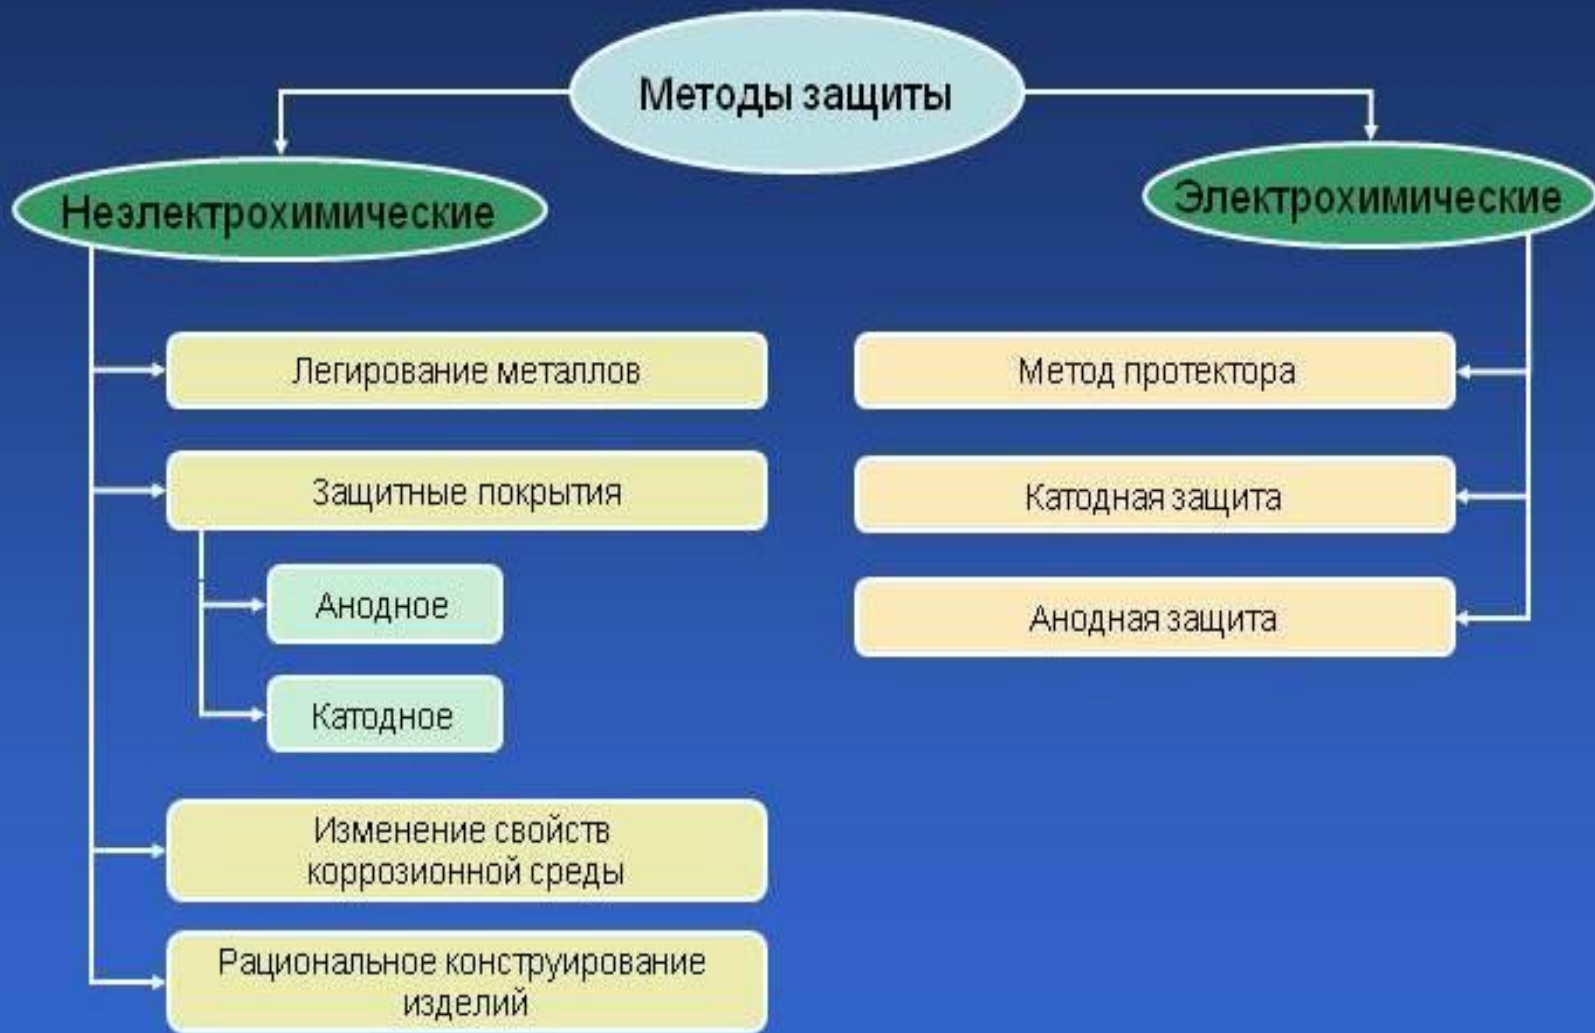 Методы защиты
Неэлектрохимические
Электрохимические
Легирование металлов
Защитные покрытия
Анодное
Катодное
Изменение свойств
коррозионной среды
Рациональное конструирование
изделий
Метод протектора
Катодная защита
Анодная защита